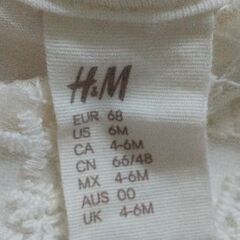 H&M
EUR 68
US 6M
CA 4-6M
CN 66/48
MX 4-6M
AUS 00
UK 4-6M